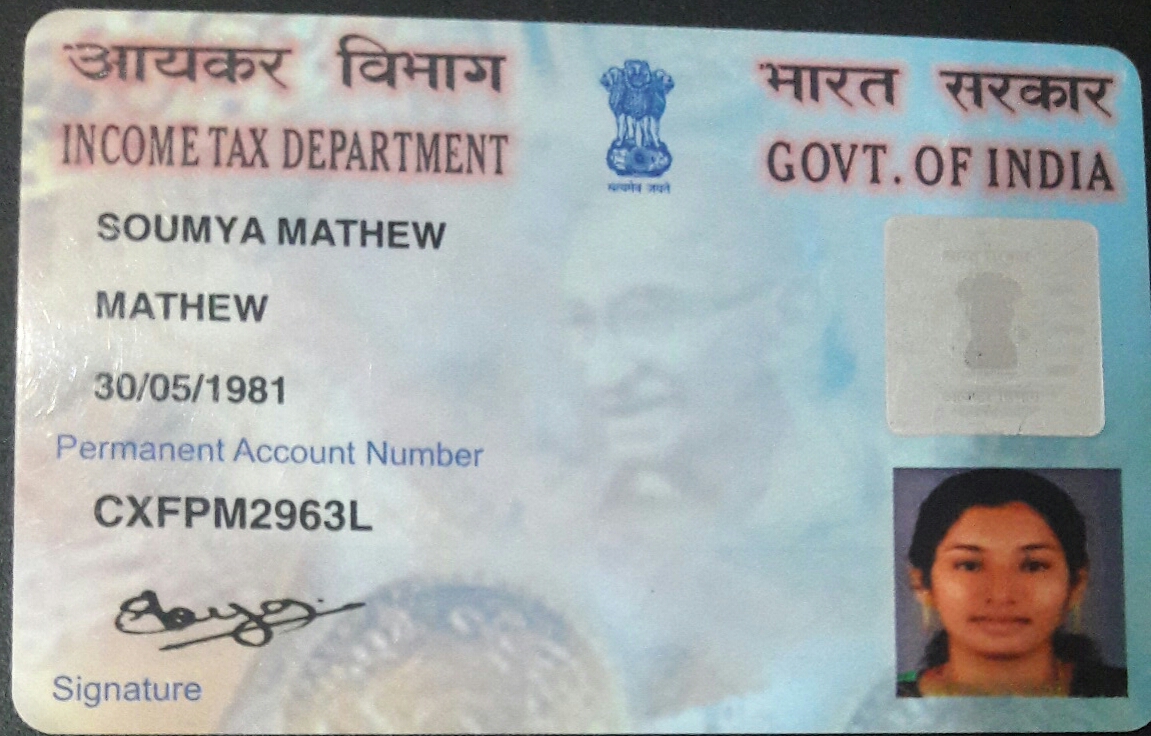 आयकर विभाग
भारत सरकार
INCOME TAX DEPARTMENT
GOVT. OF INDIA
सत्यमेव जयते
SOUMYA MATHEW
MATHEW
30/05/1981
Permanent Account Number
CXFPM2963L
Signature